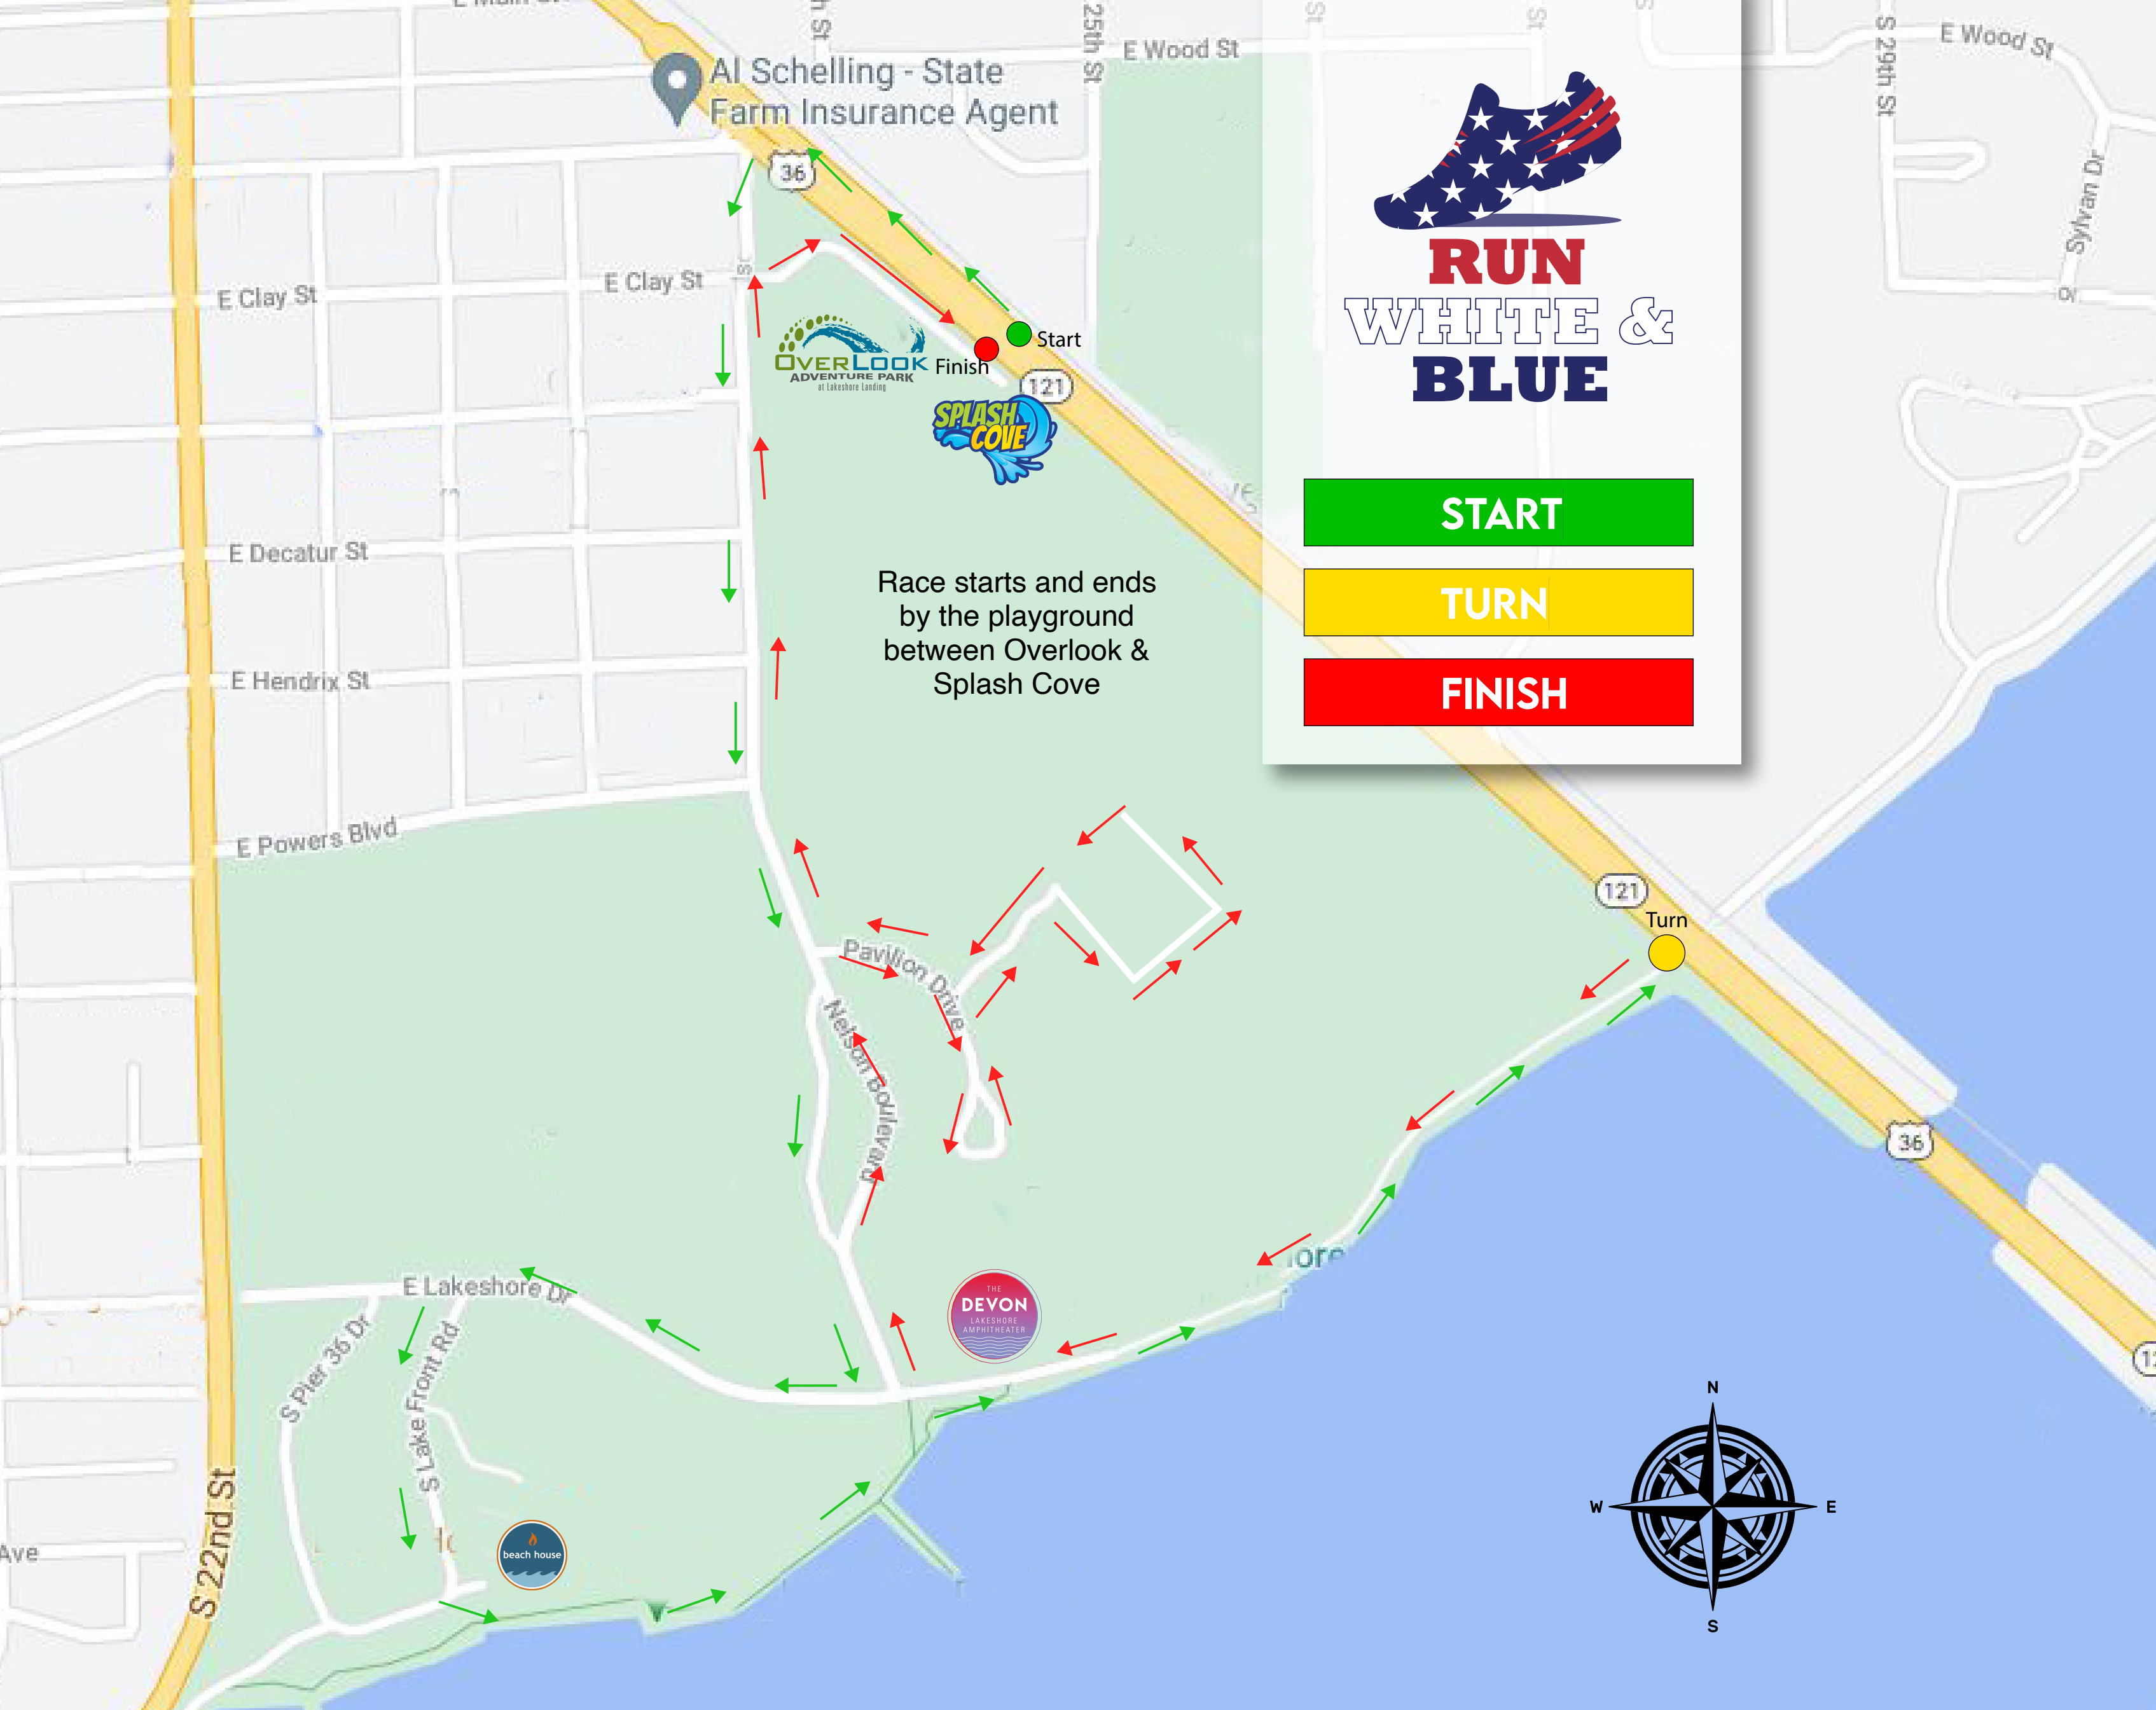 E Main St
25th St
E Wood St
St
St
S 29th St
E Wood St
Al Schelling - State
Farm Insurance Agent
36
Sylvan Dr
RUN
WHITE &
BLUE
E Clay St
E Clay St
OVERLOOK
ADVENTURE PARK
at Lakeshore Landing
Start
Finish
121
SPLASH
COVE
START
TURN
FINISH
E Decatur St
Race starts and ends
by the playground
between Overlook &
Splash Cove
E Hendrix St
E Powers Blvd
121
Turn
Pavilion Drive
Nelson Boulevard
36
E Lakeshore Dr
THE
DEVON
LAKESHORE
AMPHITHEATER
S Pier 36 Dr
S Lake Front Rd
S 22nd St
beach house
Ave
N
W
E
S